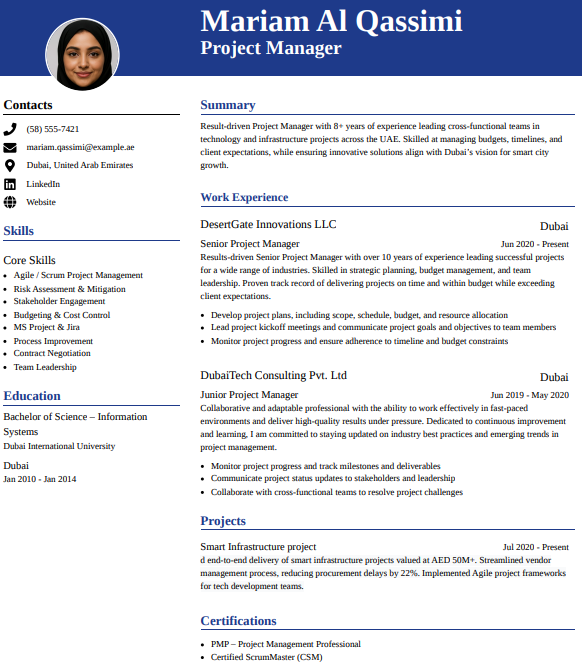 Mariam Al Qassimi
Project Manager
Contacts
(58) 555-7421
mariam.qassimi@example.ae
Dubai, United Arab Emirates
LinkedIn
Website
Skills
Core Skills
• Agile / Scrum Project Management
• Risk Assessment & Mitigation
• Stakeholder Engagement
• Budgeting & Cost Control
• MS Project & Jira
• Process Improvement
• Contract Negotiation
• Team Leadership
Education
Bachelor of Science – Information
Systems
Dubai International University
Dubai
Jan 2010 - Jan 2014
Summary
Result-driven Project Manager with 8+ years of experience leading cross-functional teams in
technology and infrastructure projects across the UAE. Skilled at managing budgets, timelines, and
client expectations, while ensuring innovative solutions align with Dubai’s vision for smart city
growth.
Work Experience
DesertGate Innovations LLC Dubai
Senior Project Manager Jun 2020 - Present
Results-driven Senior Project Manager with over 10 years of experience leading successful projects
for a wide range of industries. Skilled in strategic planning, budget management, and team
leadership. Proven track record of delivering projects on time and within budget while exceeding
client expectations.
• Develop project plans, including scope, schedule, budget, and resource allocation
• Lead project kickoff meetings and communicate project goals and objectives to team members
• Monitor project progress and ensure adherence to timeline and budget constraints
DubaiTech Consulting Pvt. Ltd Dubai
Junior Project Manager Jun 2019 - May 2020
Collaborative and adaptable professional with the ability to work effectively in fast-paced
environments and deliver high-quality results under pressure. Dedicated to continuous improvement
and learning, I am committed to staying updated on industry best practices and emerging trends in
project management.
• Monitor project progress and track milestones and deliverables
• Communicate project status updates to stakeholders and leadership
• Collaborate with cross-functional teams to resolve project challenges
Projects
Smart Infrastructure project Jul 2020 - Present
d end-to-end delivery of smart infrastructure projects valued at AED 50M+. Streamlined vendor
management process, reducing procurement delays by 22%. Implemented Agile project frameworks
for tech development teams.
Certifications
• PMP – Project Management Professional
• Certified ScrumMaster (CSM)